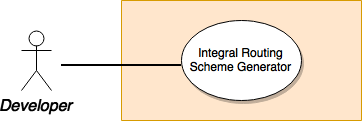 Integral Routing
Scheme Generator
Developer